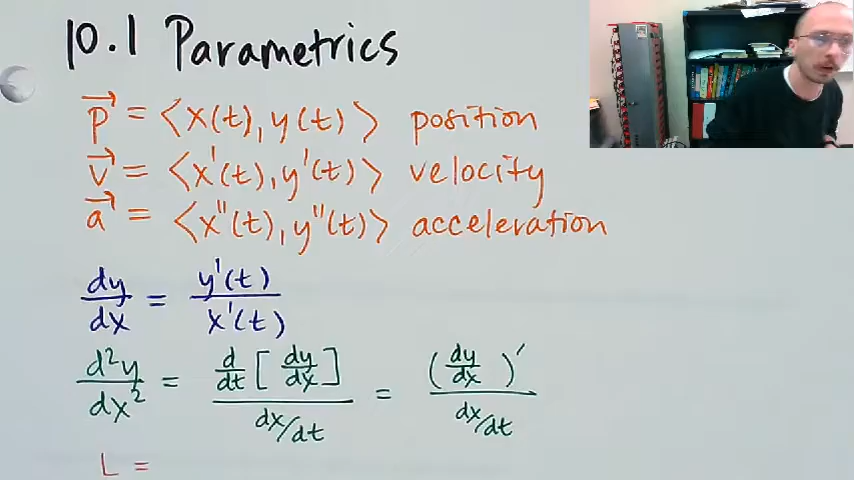 10.1 Parametrics
p⃗ = <x(t), y(t)> position
v⃗ = <x'(t), y'(t)> velocity
a⃗ = <x"(t), y"(t)> acceleration
dy/dx = y'(t)/x'(t)
d²y/dx² = d/dt[dy/dx]/dx/dt = (dy/dx)'/dx/dt
L =